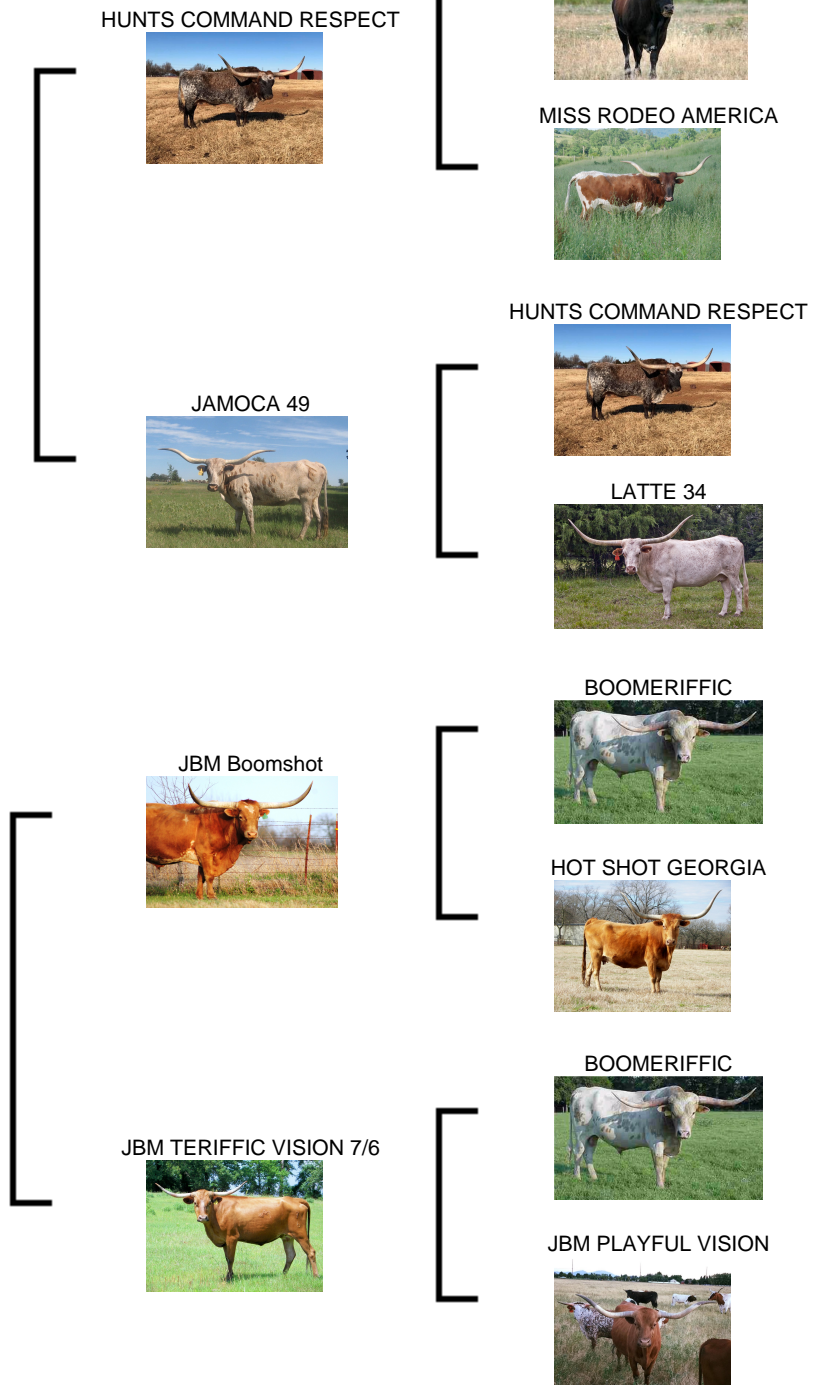 HUNTS COMMAND RESPECT
MISS RODEO AMERICA
HUNTS COMMAND RESPECT
JAMOCA 49
LATTE 34
BOOMERIFFIC
JBM Boomshot
HOT SHOT GEORGIA
BOOMERIFFIC
JBM TERIFFIC VISION 7/6
JBM PLAYFUL VISION